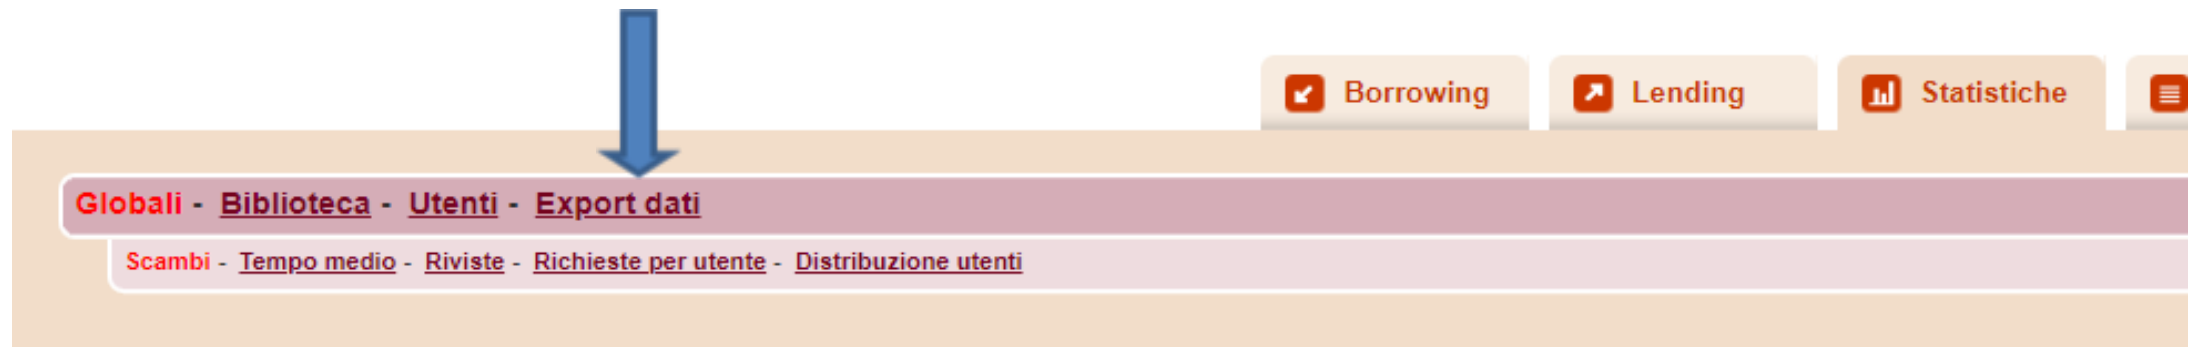 Borrowing Lending Statistiche
Globali - Biblioteca - Utenti - Export dati
Scambi - Tempo medio - Riviste - Richieste per utente - Distribuzione utenti